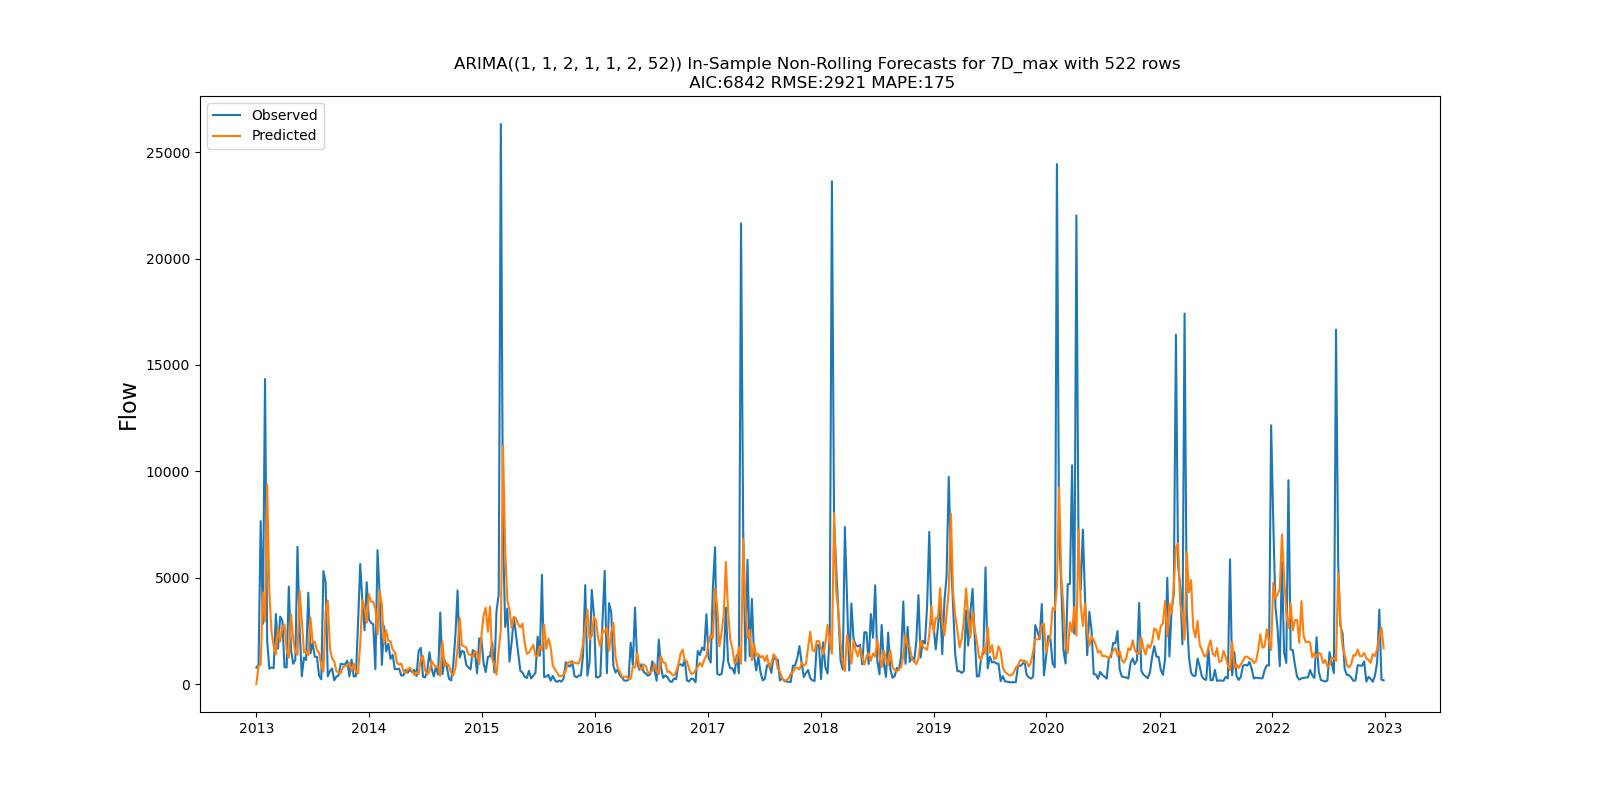 ARIMA((1, 1, 2, 1, 1, 2, 52)) In-Sample Non-Rolling Forecasts for 7D_max with 522 rows
AIC:6842 RMSE:2921 MAPE:175
Observed
Predicted
25000
20000
15000
10000
5000
0
Flow
2013 2014 2015 2016 2017 2018 2019 2020 2021 2022 2023